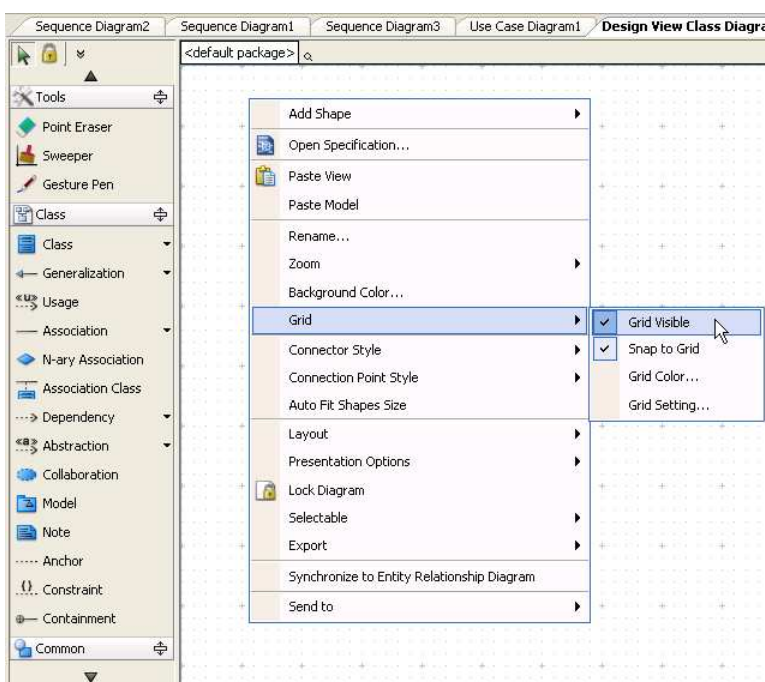 Sequence Diagram2 Sequence Diagram1 Sequence Diagram3 Use Case Diagram1 Design View Class Diagra
<default package>
Tools
Point Eraser
Sweeper
Gesture Pen
Class
Class
Generalization
«u» Usage
Association
N-ary Association
Association Class
Dependency
«a» Abstraction
Collaboration
Model
Note
Anchor
{} Constraint
Containment
Common
Add Shape
Open Specification...
Paste View
Paste Model
Rename...
Zoom
Background Color...
Grid
Connector Style
Connection Point Style
Auto Fit Shapes Size
Layout
Presentation Options
Lock Diagram
Selectable
Export
Synchronize to Entity Relationship Diagram
Send to
Grid Visible
Snap to Grid
Grid Color...
Grid Setting...